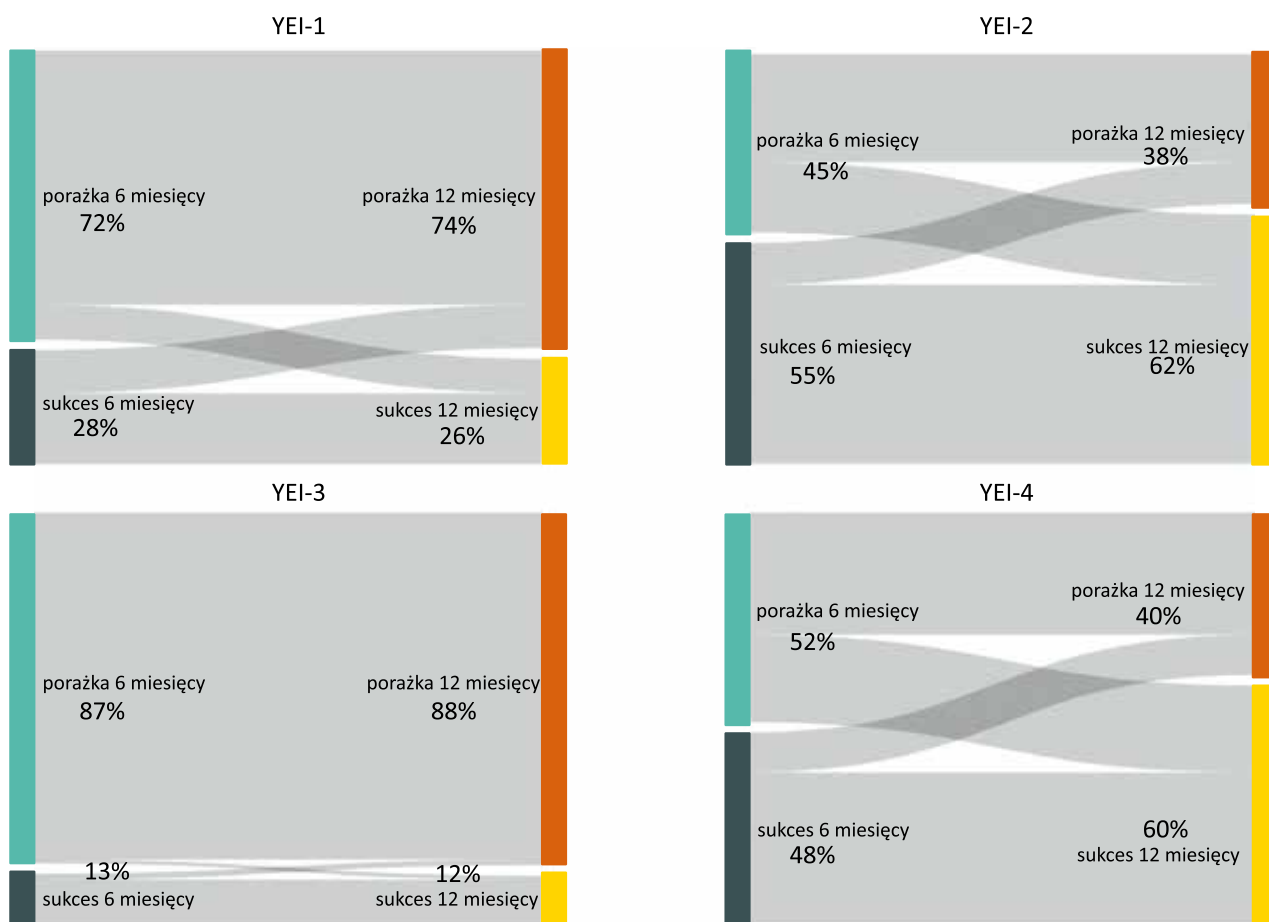 YEI-1
porażka 6 miesięcy
72%
porażka 12 miesięcy
74%
sukces 6 miesięcy
28%
sukces 12 miesięcy
26%
YEI-2
porażka 6 miesięcy
45%
porażka 12 miesięcy
38%
sukces 6 miesięcy
55%
sukces 12 miesięcy
62%
YEI-3
porażka 6 miesięcy
87%
porażka 12 miesięcy
88%
13%
sukces 6 miesięcy
12%
sukces 12 miesięcy
YEI-4
porażka 6 miesięcy
52%
porażka 12 miesięcy
40%
sukces 6 miesięcy
48%
60%
sukces 12 miesięcy